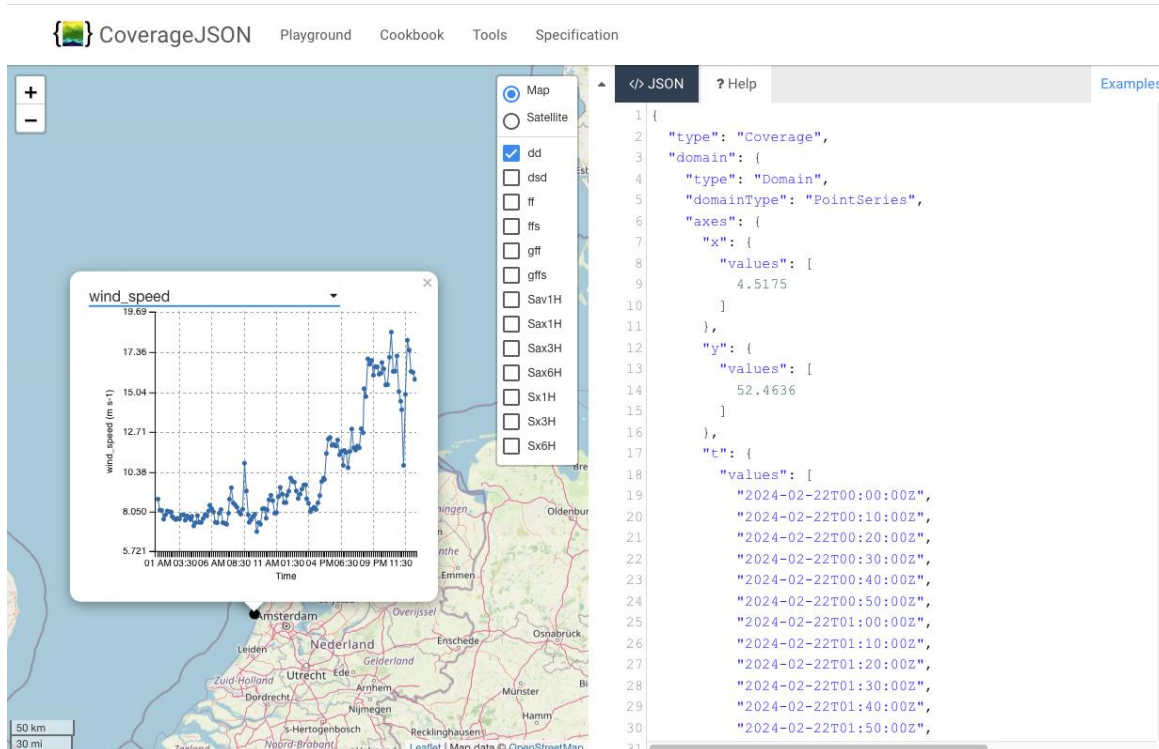 { } CoverageJSON Playground Cookbook Tools Specification
+
−
Map
Satellite
dd
dsd
ff
ffs
gff
gffs
Sav1H
Sax1H
Sax3H
Sax6H
Sx1H
Sx3H
Sx6H
×
wind_speed
19.69
17.36
15.04
12.71
10.38
8.050
5.721
wind_speed (m s-1)
01 AM 03:30 06 AM 08:30 11 AM 01:30 04 PM 06:30 09 PM 11:30
Time
Oldenbur
Emmen
Amsterdam
Overijssel
Leiden
Nederland
Enschede
Osnabrück
Gelderland
Zuid-Holland
Utrecht
Ede
Arnhem
Münster
Bi
Dordrecht
Nijmegen
Hamm
's-Hertogenbosch
Recklinghausen
Noord-Brabant
50 km
30 mi
Leaflet | Map data © OpenStreetMap
</> JSON ? Help Examples
1 {
2 "type": "Coverage",
3 "domain": {
4 "type": "Domain",
5 "domainType": "PointSeries",
6 "axes": {
7 "x": {
8 "values": [
9 4.5175
10 ]
11 },
12 "y": {
13 "values": [
14 52.4636
15 ]
16 },
17 "t": {
18 "values": [
19 "2024-02-22T00:00:00Z",
20 "2024-02-22T00:10:00Z",
21 "2024-02-22T00:20:00Z",
22 "2024-02-22T00:30:00Z",
23 "2024-02-22T00:40:00Z",
24 "2024-02-22T00:50:00Z",
25 "2024-02-22T01:00:00Z",
26 "2024-02-22T01:10:00Z",
27 "2024-02-22T01:20:00Z",
28 "2024-02-22T01:30:00Z",
29 "2024-02-22T01:40:00Z",
30 "2024-02-22T01:50:00Z",
31